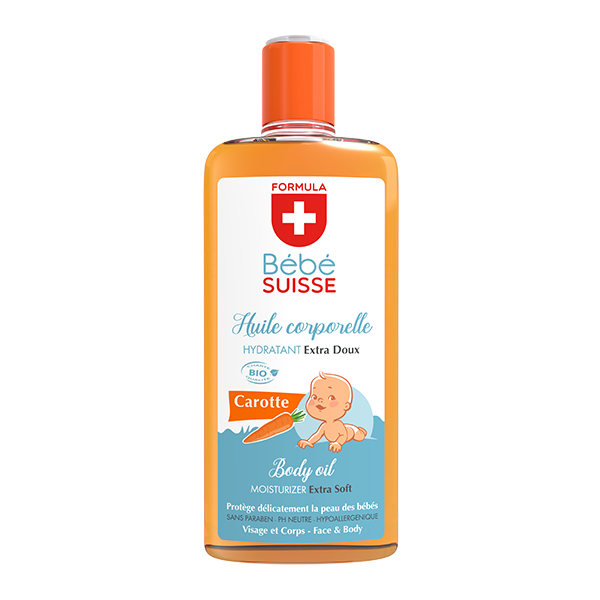 FORMULA
Bébé
SUISSE
Huile corporelle
HYDRATANT Extra Doux
BIO
Carotte
Body oil
MOISTURIZER Extra Soft
Protège délicatement la peau des bébés
SANS PARABEN - PH NEUTRE - HYPOALLERGENIQUE
Visage et Corps - Face & Body